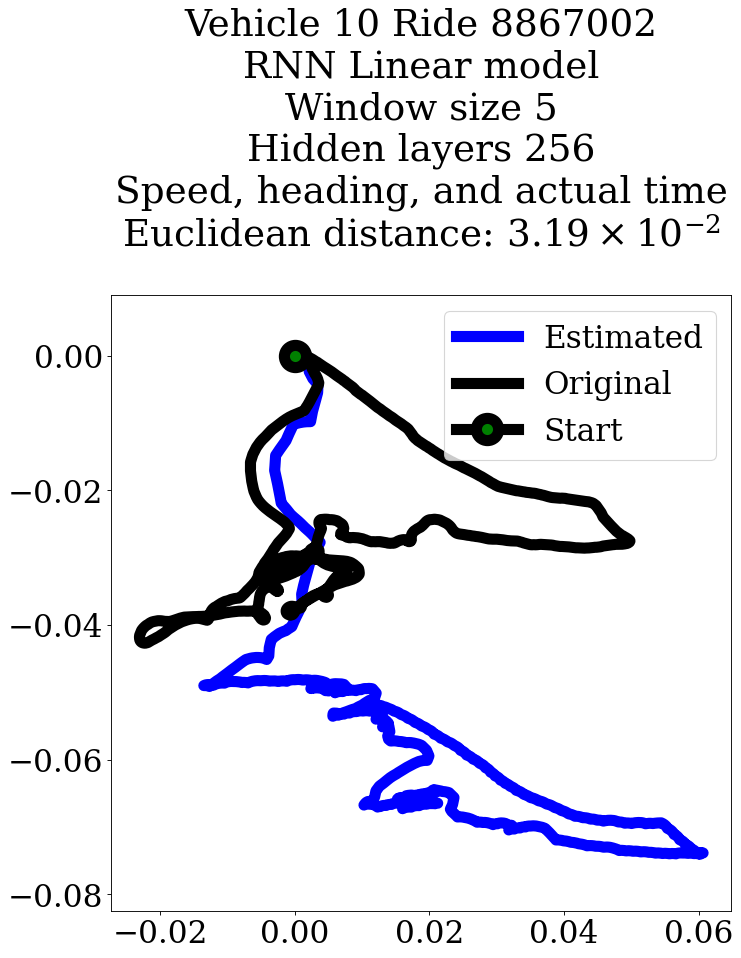 Vehicle 10 Ride 8867002
RNN Linear model
Window size 5
Hidden layers 256
Speed, heading, and actual time
Euclidean distance: 3.19 × 10⁻²
Estimated
Original
Start
0.00
−0.02
−0.04
−0.06
−0.08
−0.02 0.00 0.02 0.04 0.06